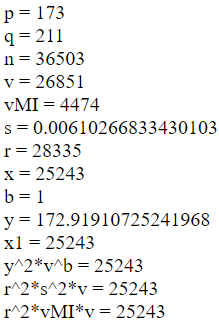 p = 173
q = 211
n = 36503
v = 26851
vMI = 4474
s = 0.00610266833430103
r = 28335
x = 25243
b = 1
y = 172.91910725241968
x1 = 25243
y^2*v^b = 25243
r^2*s^2*v = 25243
r^2*vMI*v = 25243